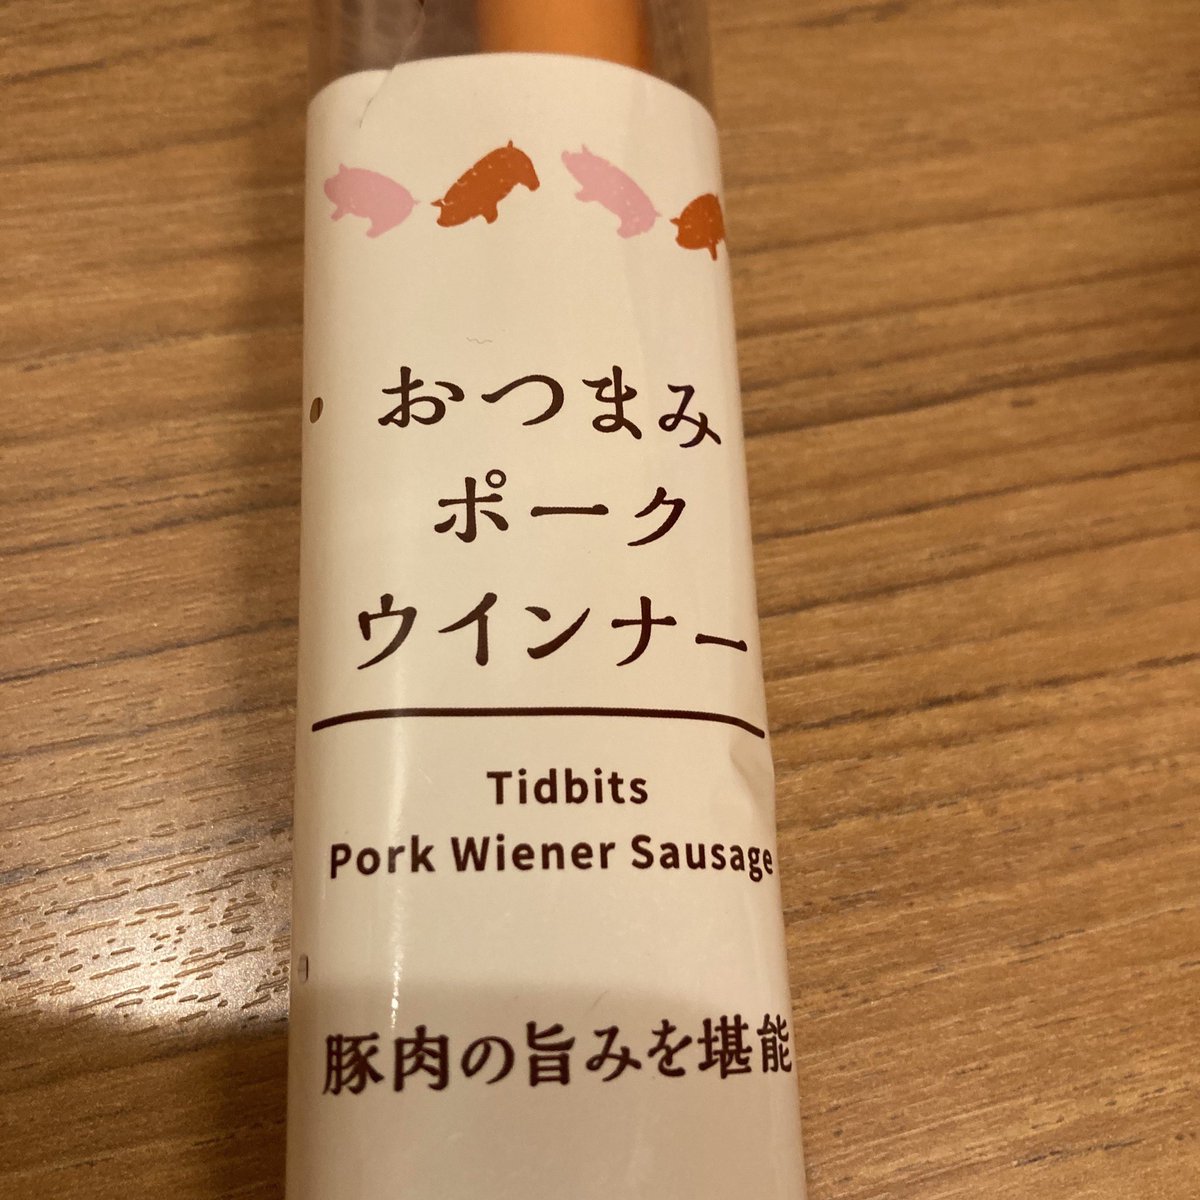 おつまみ
ポーク
ウインナー
Tidbits
Pork Wiener Sausage
豚肉の旨みを堪能